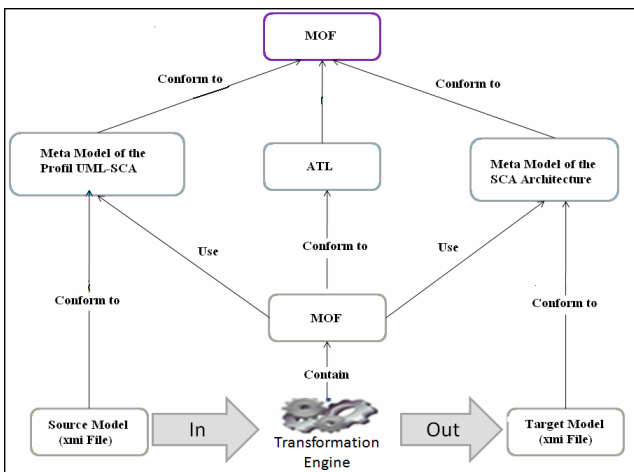 MOF
Conform to
Conform to
Meta Model of the
Profil UML-SCA
ATL
Meta Model of the
SCA Architecture
Use
Conform to
Use
Conform to
Conform to
MOF
Contain
Source Model
(xmi File)
In
Transformation
Engine
Out
Target Model
(xmi File)